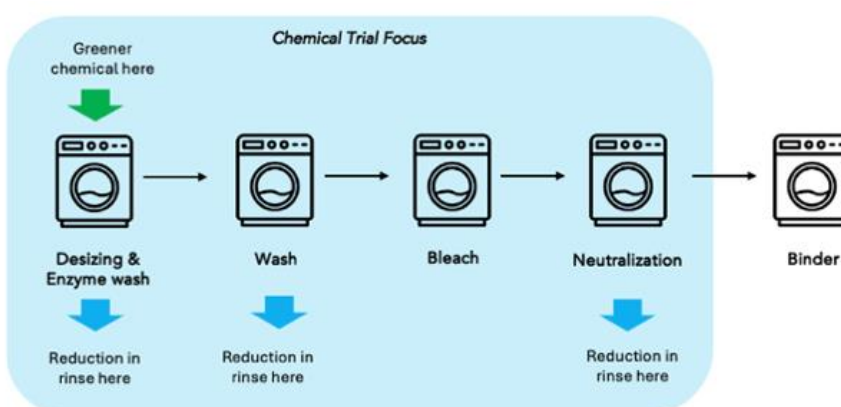 Chemical Trial Focus
Greener
chemical here
Desizing &
Enzyme wash
Wash
Bleach
Neutralization
Binder
Reduction in
rinse here
Reduction in
rinse here
Reduction in
rinse here